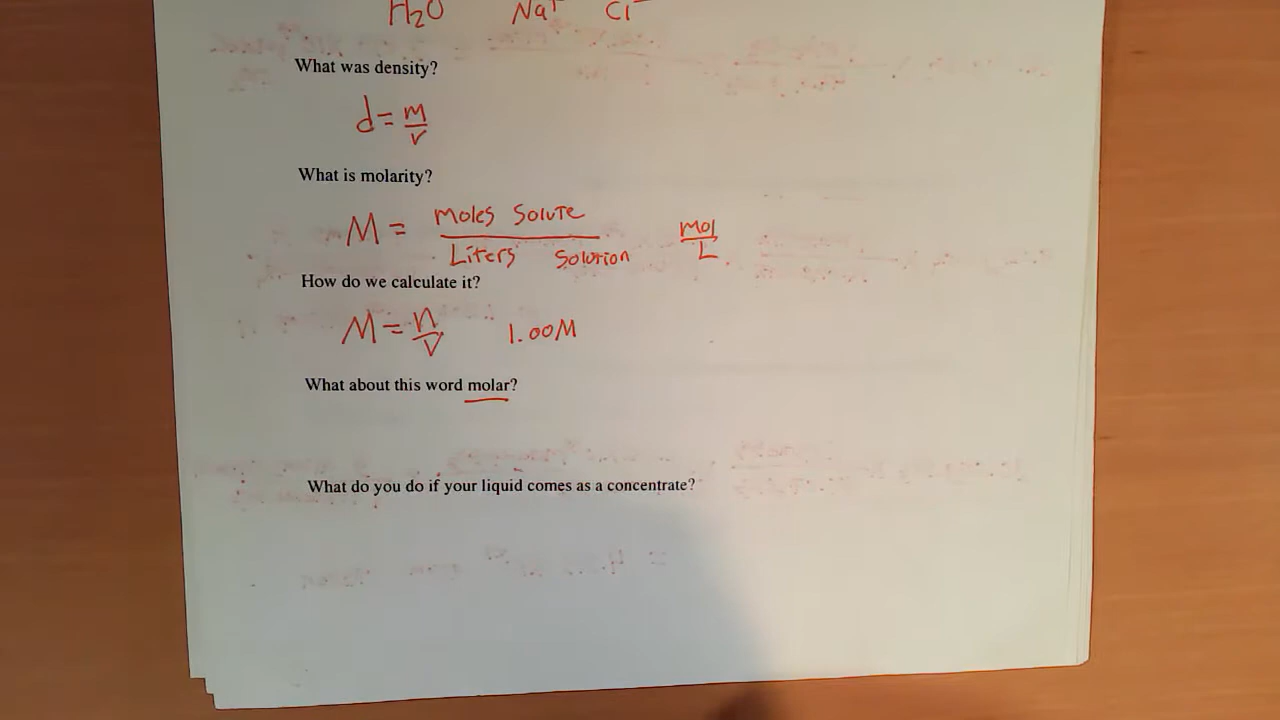 H₂O Na⁺ Cl⁻
What was density?
d = m/v
What is molarity?
M = Moles Solute / Liters Solution mol/L
How do we calculate it?
M = n/V 1.00M
What about this word molar?
What do you do if your liquid comes as a concentrate?